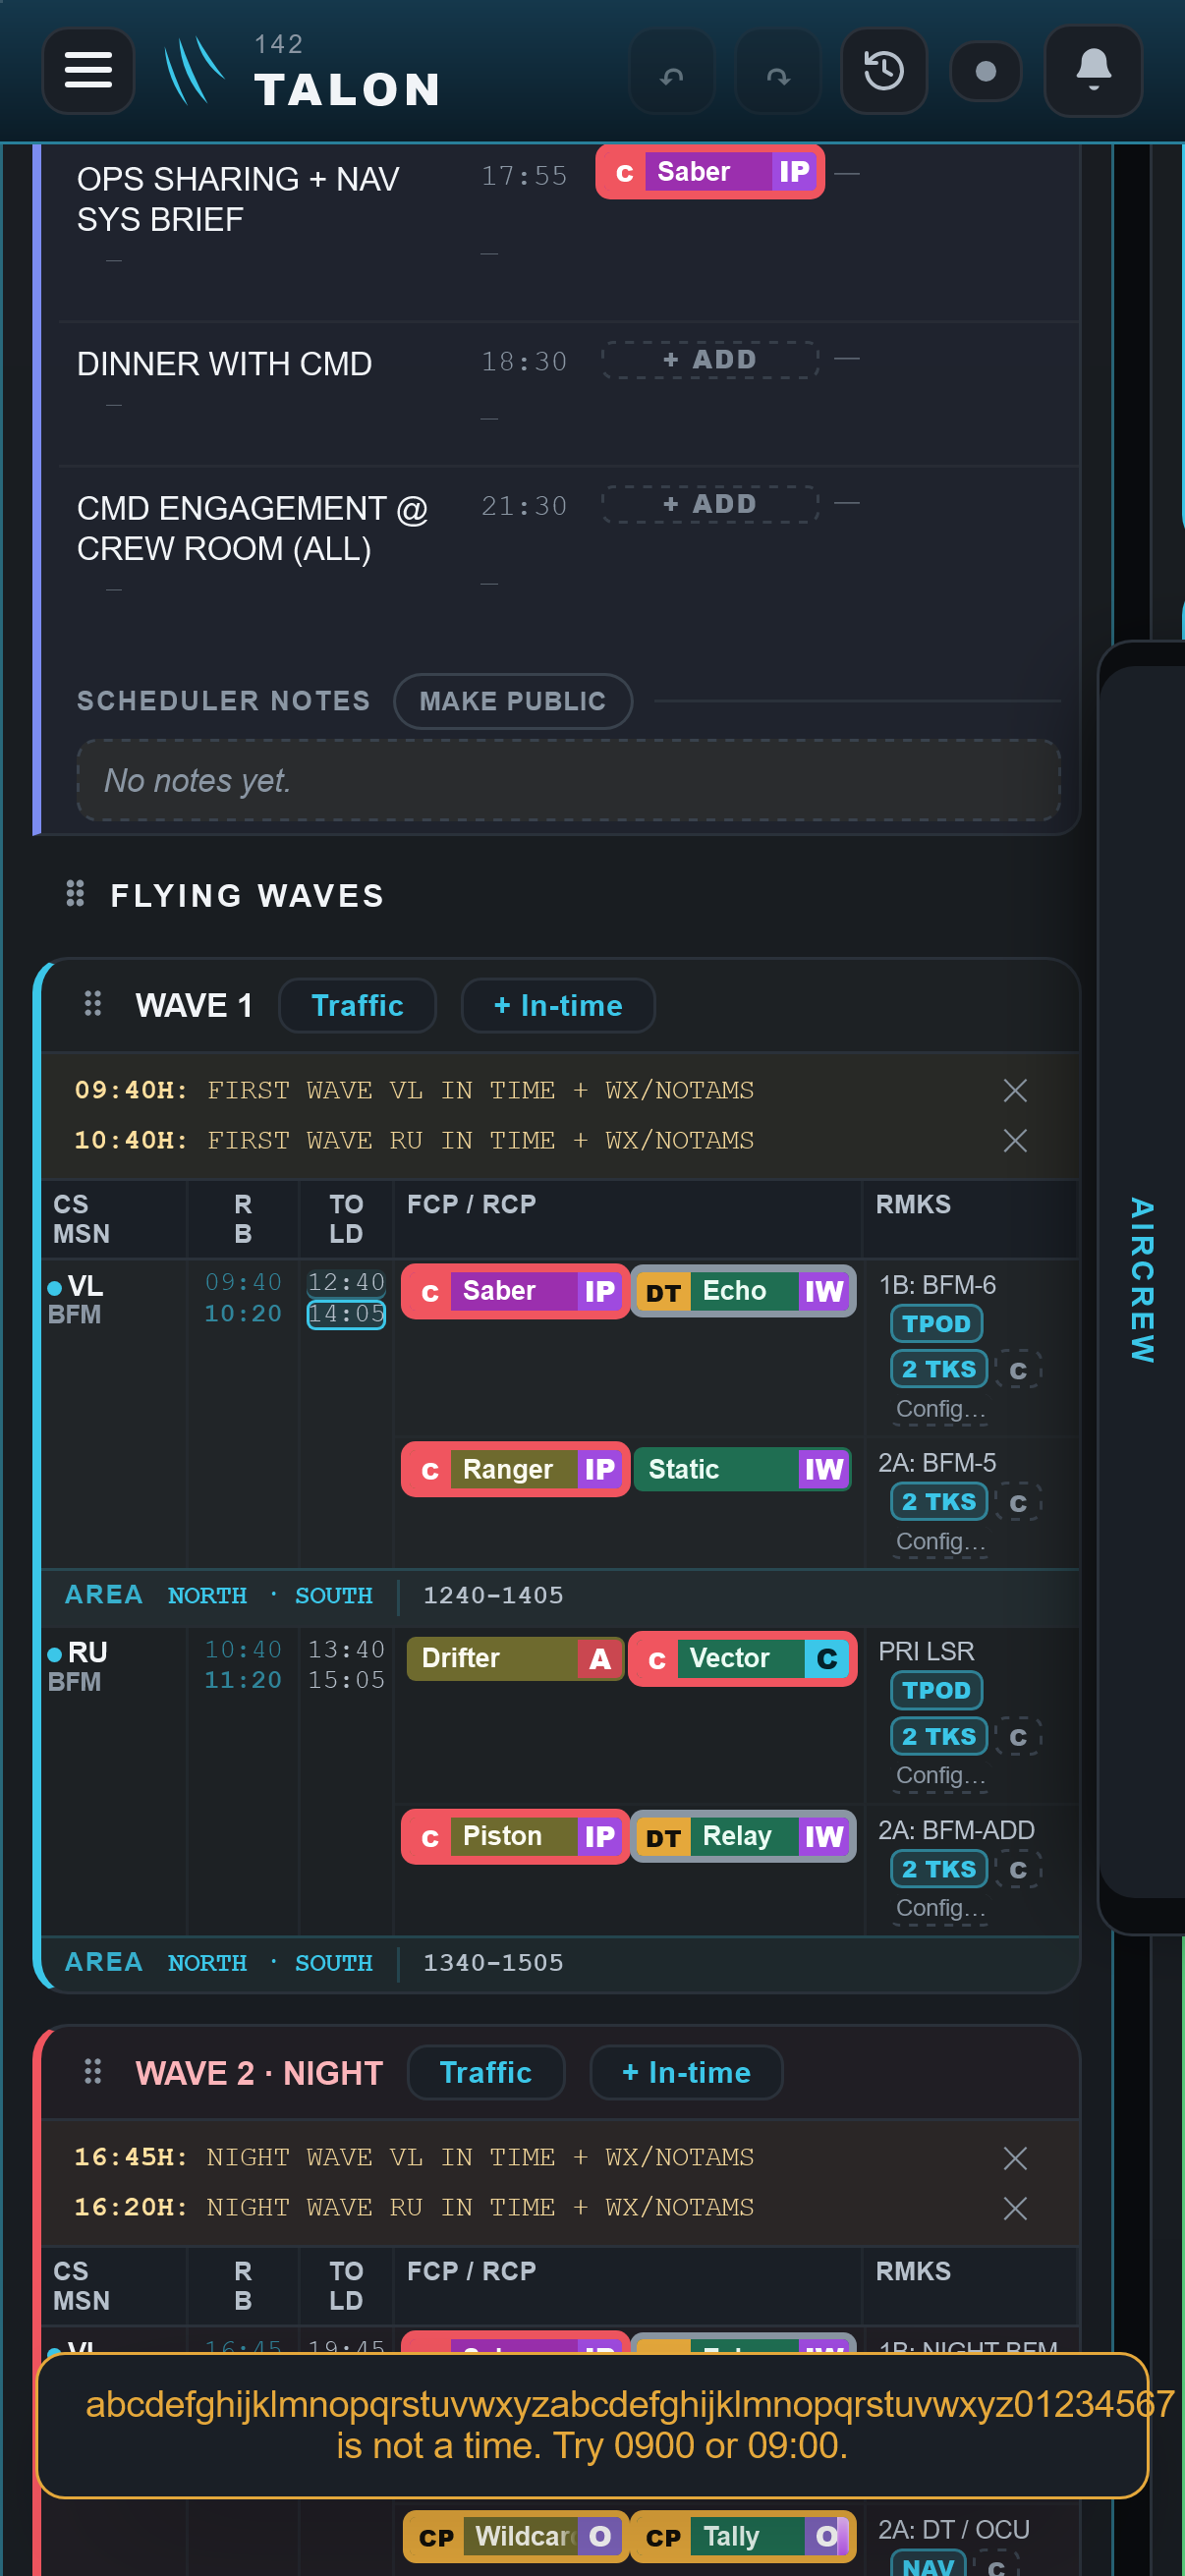 142
TALON
OPS SHARING + NAV SYS BRIEF
17:55
C Saber IP —
—
—
DINNER WITH CMD
18:30
+ ADD —
—
—
CMD ENGAGEMENT @ CREW ROOM (ALL)
21:30
+ ADD —
—
—
SCHEDULER NOTES MAKE PUBLIC
No notes yet.
FLYING WAVES
WAVE 1 Traffic + In-time
09:40H: FIRST WAVE VL IN TIME + WX/NOTAMS
10:40H: FIRST WAVE RU IN TIME + WX/NOTAMS
AIRCREW
CS R TO FCP / RCP RMKS
MSN B LD
VL 09:40 12:40 C Saber IP DT Echo IW 1B: BFM-6
BFM 10:20 14:05
TPOD
2 TKS C
Config...
C Ranger IP Static IW 2A: BFM-5
2 TKS C
Config...
AREA NORTH · SOUTH 1240–1405
RU 10:40 13:40 Drifter A C Vector C PRI LSR
BFM 11:20 15:05
TPOD
2 TKS C
Config...
C Piston IP DT Relay IW 2A: BFM-ADD
2 TKS C
Config...
AREA NORTH · SOUTH 1340–1505
WAVE 2 · NIGHT Traffic + In-time
16:45H: NIGHT WAVE VL IN TIME + WX/NOTAMS
16:20H: NIGHT WAVE RU IN TIME + WX/NOTAMS
CS R TO FCP / RCP RMKS
MSN B LD
VL 16:45 19:45 1B: NIGHT BFM
abcdefghijklmnopqrstuvwxyzabcdefghijklmnopqrstuvwxyz01234567
is not a time. Try 0900 or 09:00.
CP O CP Tally O 2A: DT / OCU
NAV C